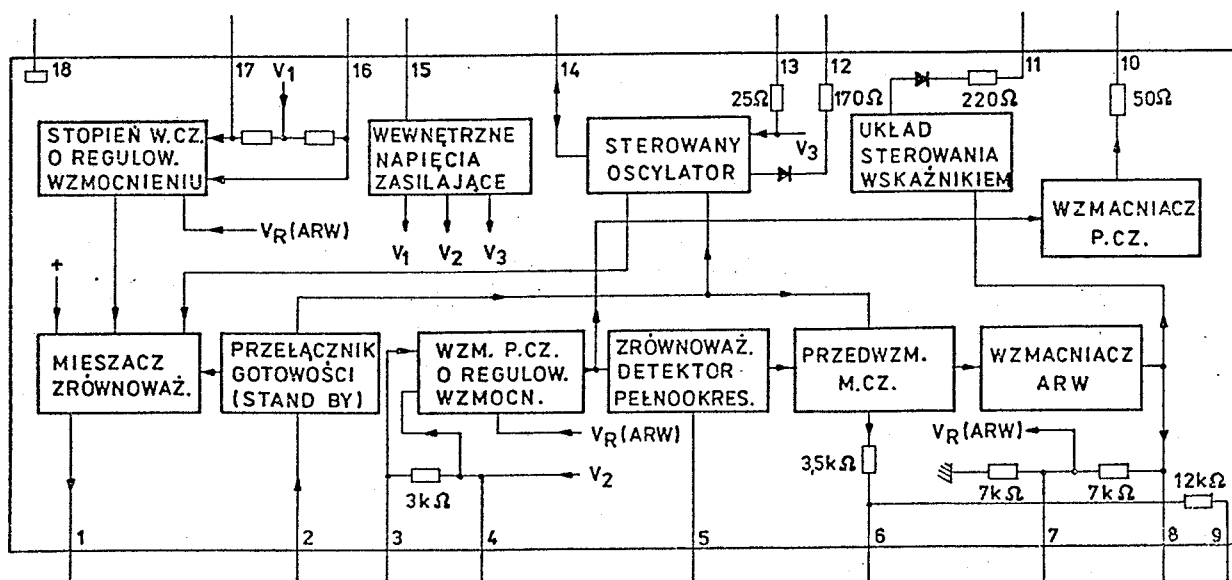 18
17
V1
16
15
14
13
12
11
10
25Ω
170Ω
220Ω
50Ω
STOPIEŃ W.CZ.
O REGULOW.
WZMOCNIENIU
WEWNĘTRZNE
NAPIĘCIA
ZASILAJĄCE
STEROWANY
OSCYLATOR
V3
UKŁAD
STEROWANIA
WSKAŹNIKIEM
WZMACNIACZ
P.CZ.
VR(ARW)
V1
V2
V3
+
MIESZACZ
ZRÓWNOWAŻ.
PRZEŁĄCZNIK
GOTOWOŚCI
(STAND BY)
WZM. P.CZ.
O REGULOW.
WZMOCN.
ZRÓWNOWAŻ.
DETEKTOR
PEŁNOOKRES.
PRZEDWZM.
M.CZ.
WZMACNIACZ
ARW
VR(ARW)
V2
3kΩ
3,5kΩ
VR(ARW)
7kΩ
7kΩ
12kΩ
1
2
3
4
5
6
7
8
9